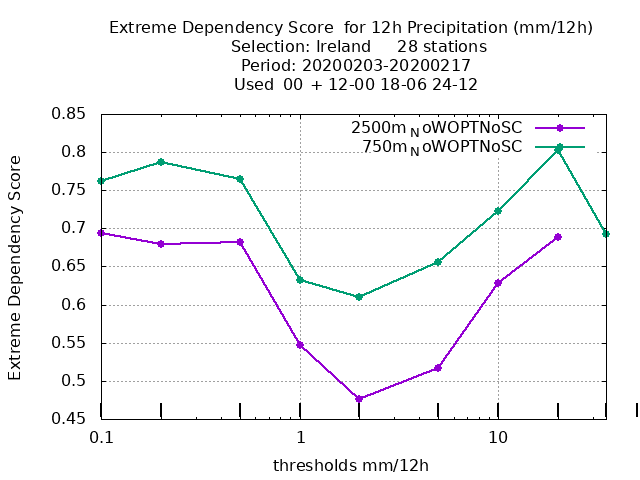 Extreme Dependency Score  for 12h Precipitation (mm/12h)
Selection: Ireland     28 stations
Period: 20200203-20200217
Used  00  + 12-00 18-06 24-12
2500m_NoWOPTNoSC
750m_NoWOPTNoSC
Extreme Dependency Score
0.85
0.8
0.75
0.7
0.65
0.6
0.55
0.5
0.45
0.1 1 10
thresholds mm/12h